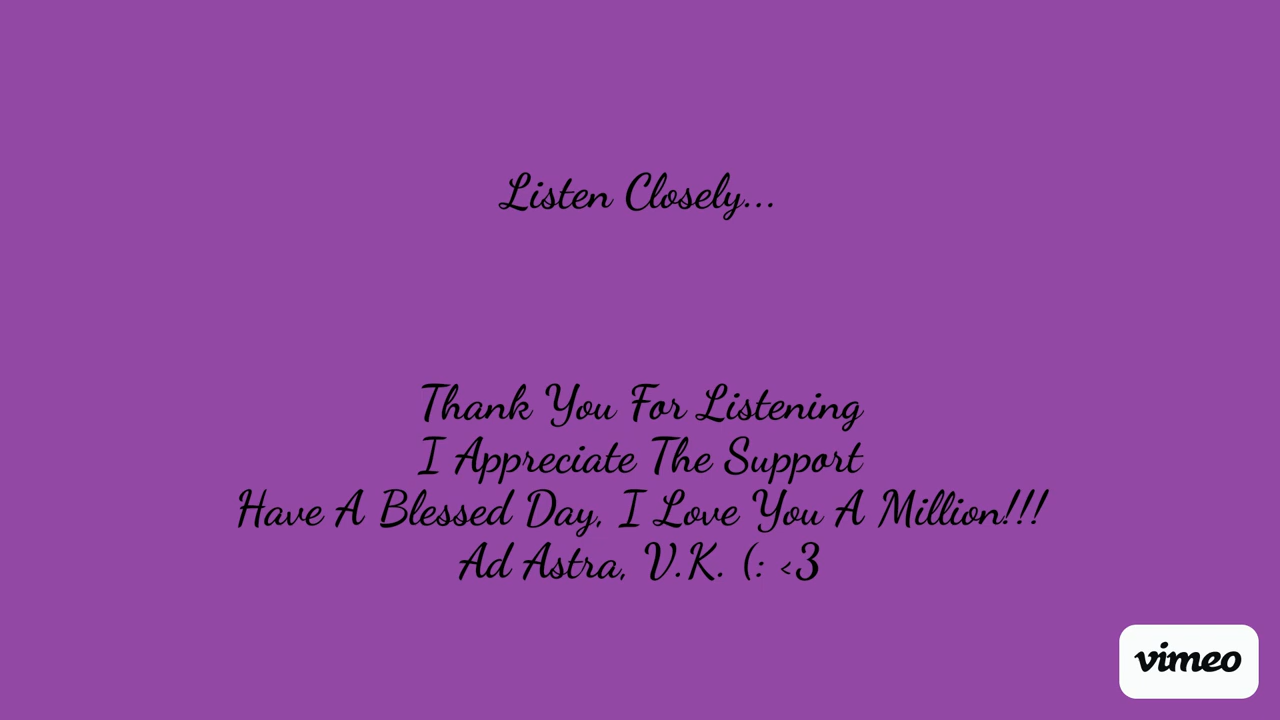 Listen Closely...
Thank You For Listening
I Appreciate The Support
Have A Blessed Day, I Love You A Million!!!
Ad Astra, V.K. (: <3
vimeo